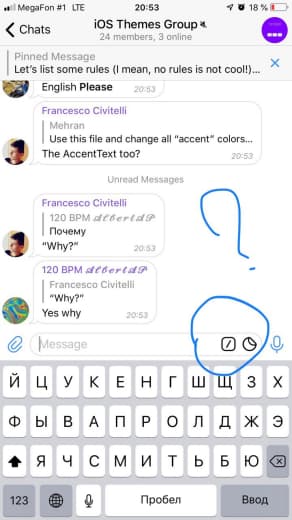 MegaFon #1 LTE 20:53 18 %
Chats
iOS Themes Group
24 members, 3 online
Pinned Message
Let's list some rules (I mean, no rules is not cool!)...
English Please 20:53
Francesco Civitelli
Mehran
Use this file and change all “accent” colors...
The AccentText too? 20:53
Unread Messages
Francesco Civitelli
120 BPM 𝓐𝓵𝓫𝓮𝓻𝓽𝓐𝓟
Почему
“Why?” 20:53
120 BPM 𝓐𝓵𝓫𝓮𝓻𝓽𝓐𝓟
Francesco Civitelli
“Why?”
Yes why 20:53
?
Message
Й Ц У К Е Н Г Ш Щ З Х
Ф Ы В А П Р О Л Д Ж Э
Я Ч С М И Т Ь Б Ю
123 Пробел Ввод